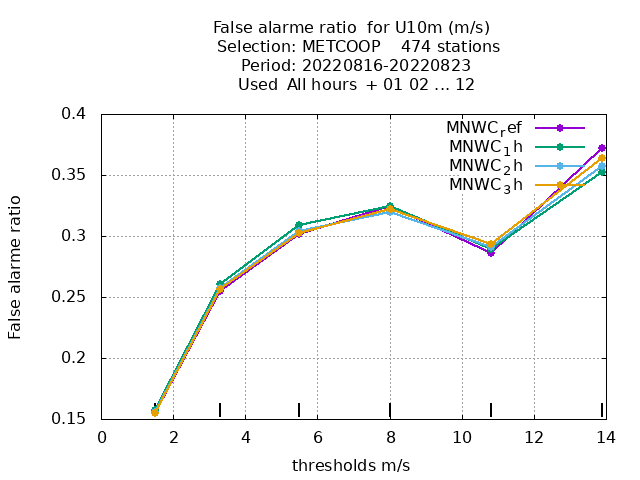 False alarme ratio  for U10m (m/s)
Selection: METCOOP    474 stations
Period: 20220816-20220823
Used  All hours  + 01 02 ... 12
MNWC_ref
MNWC_1h
MNWC_2h
MNWC_3h
False alarme ratio
0.4
0.35
0.3
0.25
0.2
0.15
0 2 4 6 8 10 12 14
thresholds m/s